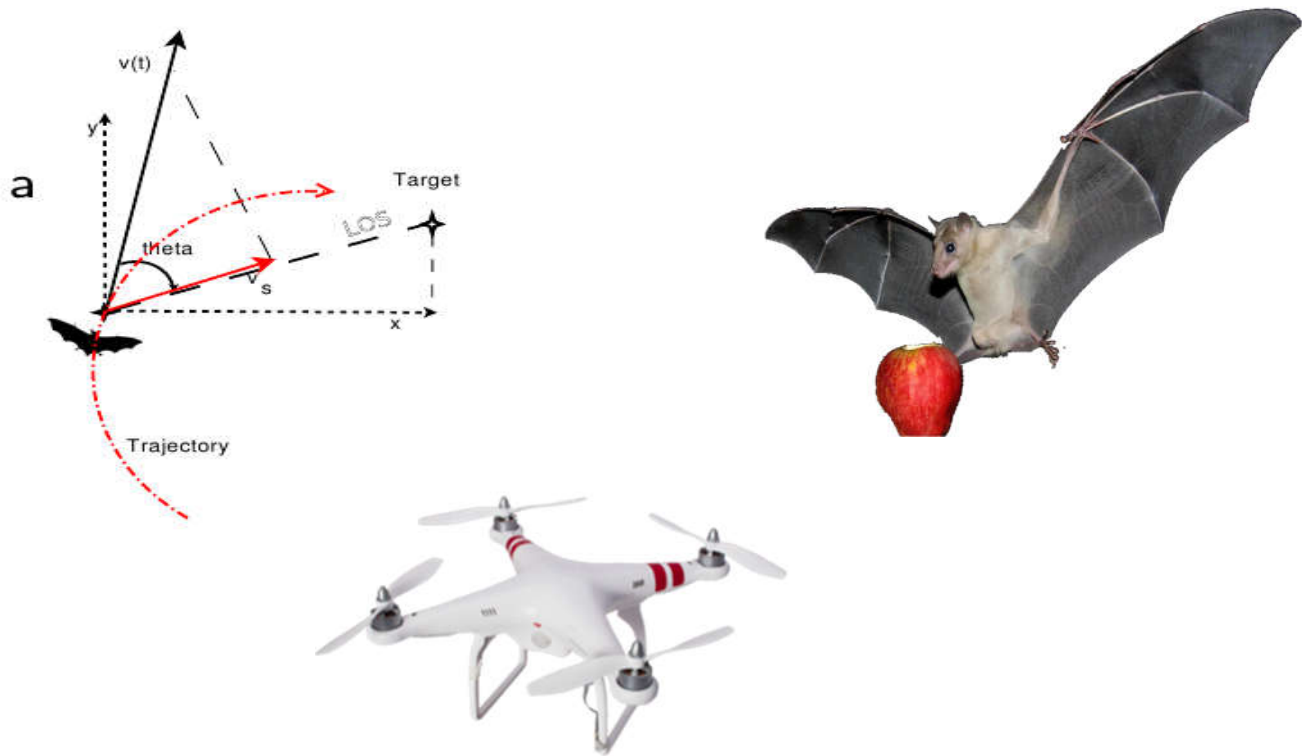 v(t)
y
a
Target
LOS
theta
v s
x
Trajectory